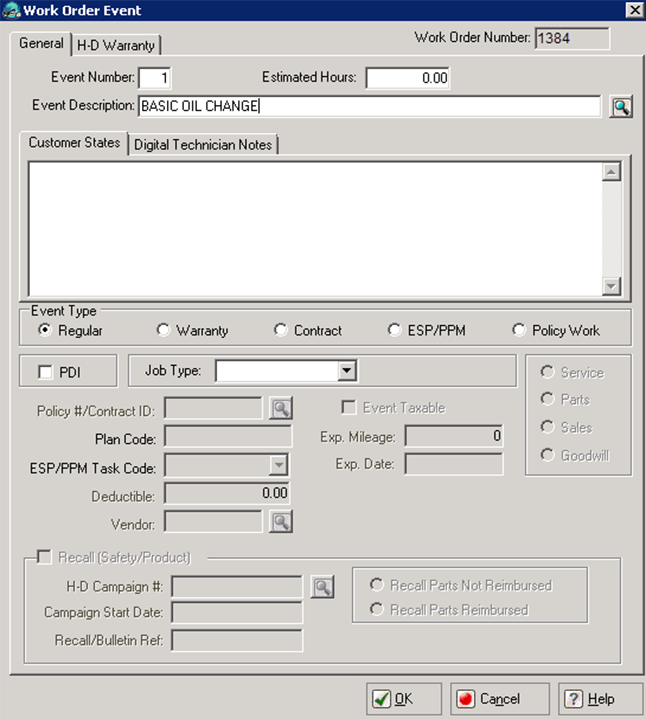 Work Order Event
General H-D Warranty Work Order Number: 1384
Event Number: 1 Estimated Hours: 0.00
Event Description: BASIC OIL CHANGE
Customer States Digital Technician Notes
Event Type
Regular Warranty Contract ESP/PPM Policy Work
PDI Job Type: Service
Policy #/Contract ID: Event Taxable Parts
Plan Code: Exp. Mileage: 0 Sales
ESP/PPM Task Code: Exp. Date: Goodwill
Deductible: 0.00
Vendor:
Recall (Safety/Product)
H-D Campaign #: Recall Parts Not Reimbursed
Campaign Start Date: Recall Parts Reimbursed
Recall/Bulletin Ref:
OK Cancel ? Help